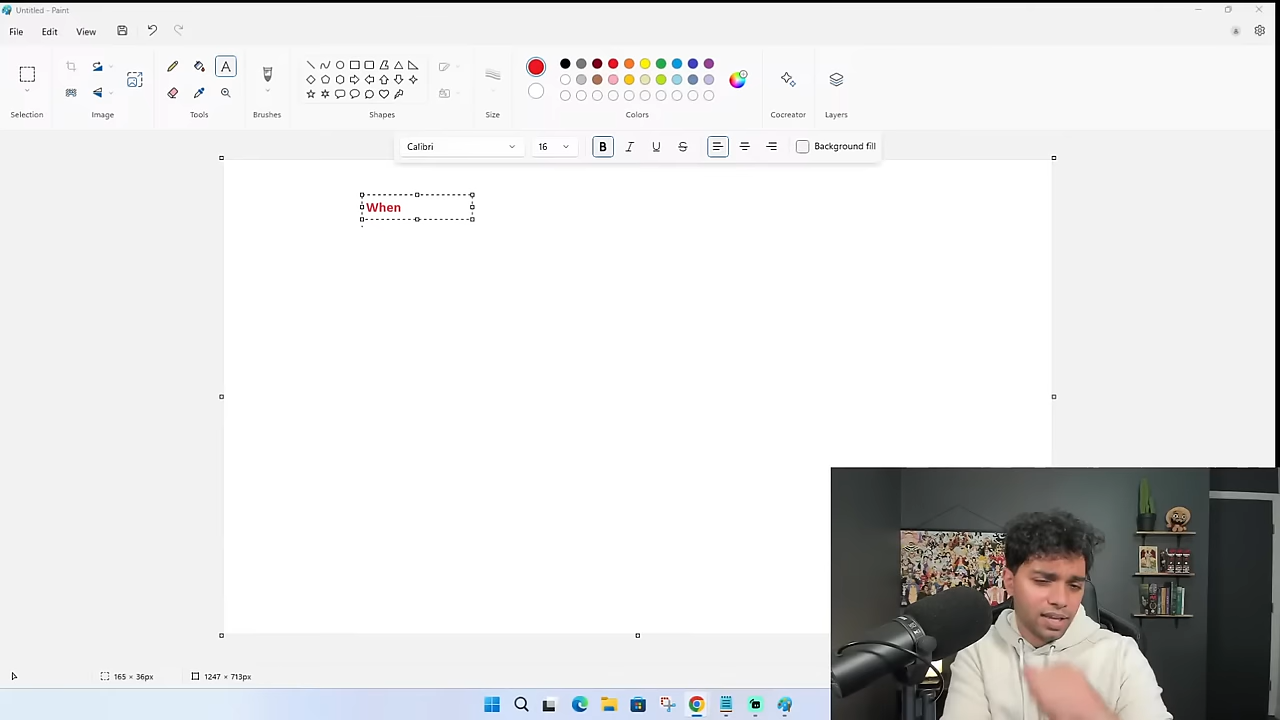 Untitled - Paint
File Edit View
Selection Image Tools Brushes Shapes Size Colors Cocreator Layers
Calibri 16 B I U S Background fill
When
165 × 36px 1247 × 713px